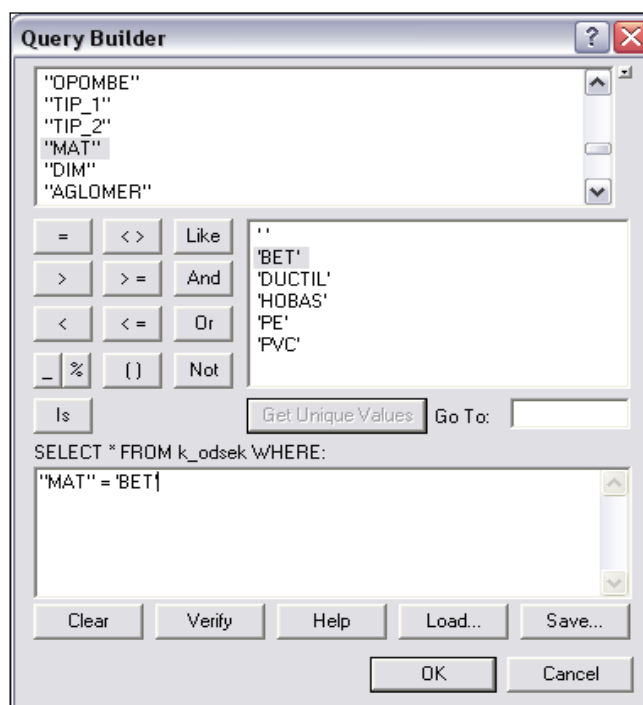 Query Builder
?
"OPOMBE"
"TIP_1"
"TIP_2"
"MAT"
"DIM"
"AGLOMER"
= < > Like
> > = And
< < = Or
_ % ( ) Not
Is
' '
'BET'
'DUCTIL'
'HOBAS'
'PE'
'PVC'
Get Unique Values Go To:
SELECT * FROM k_odsek WHERE:
"MAT" = 'BET'
Clear Verify Help Load... Save...
OK Cancel